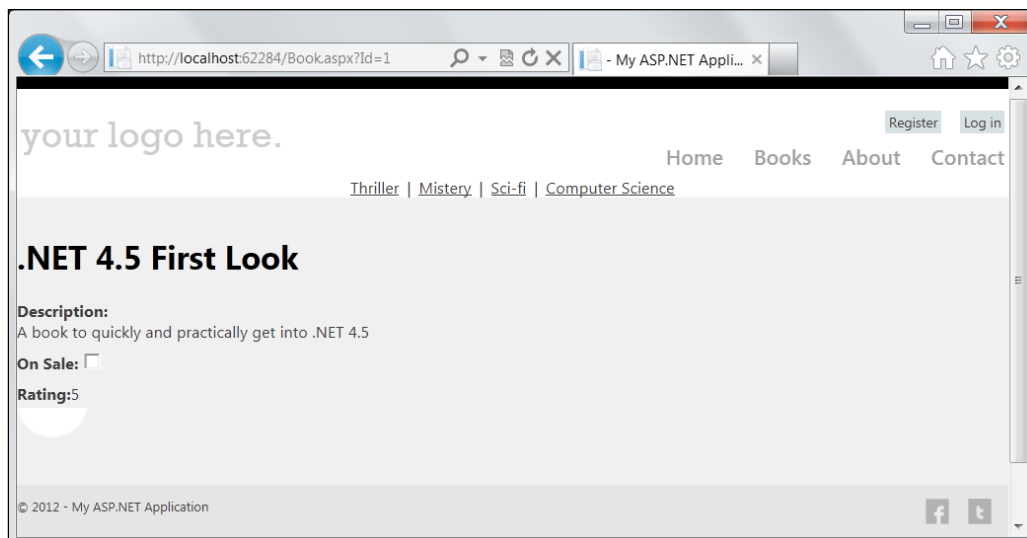 http://localhost:62284/Book.aspx?Id=1
- My ASP.NET Appli...
your logo here.
Register Log in
Home Books About Contact
Thriller | Mistery | Sci-fi | Computer Science
.NET 4.5 First Look
Description:
A book to quickly and practically get into .NET 4.5
On Sale:
Rating:5
© 2012 - My ASP.NET Application
f t